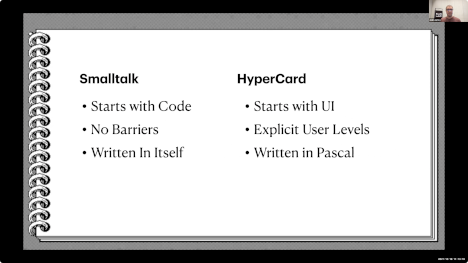 Smalltalk
• Starts with Code
• No Barriers
• Written In Itself
HyperCard
• Starts with UI
• Explicit User Levels
• Written in Pascal